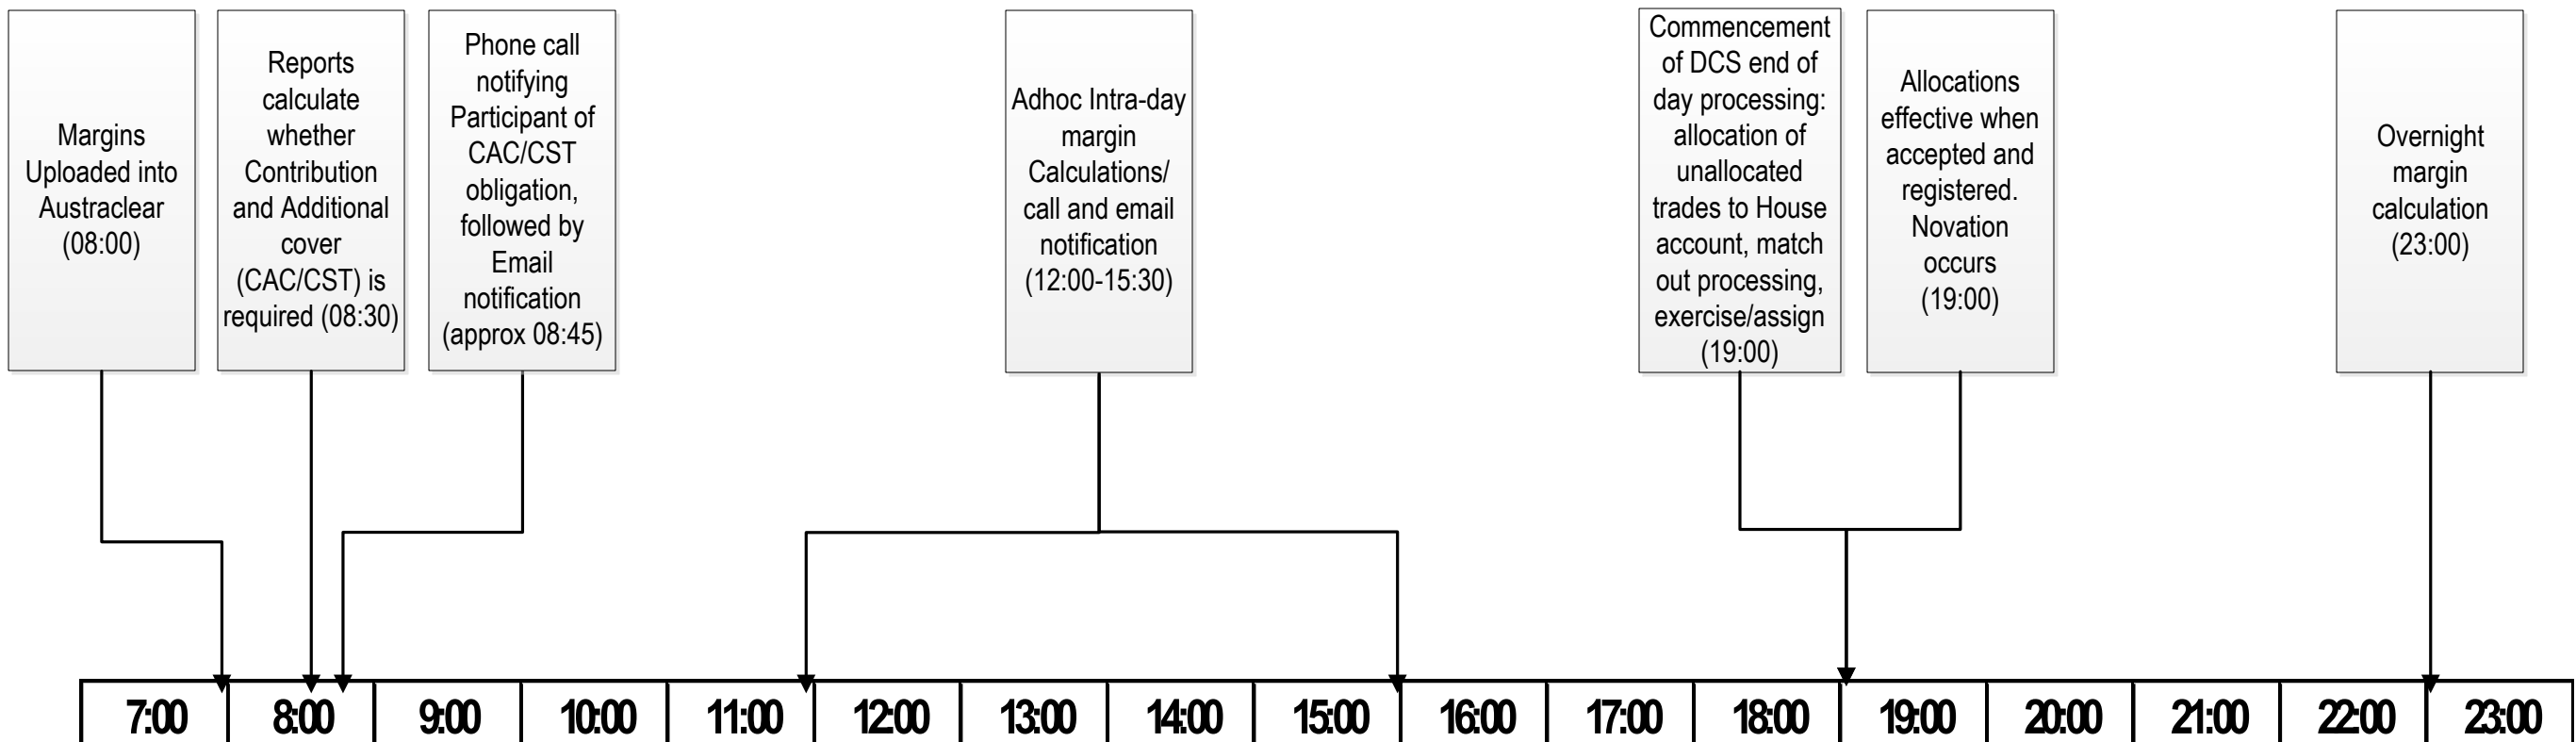 Margins
Uploaded into
Austraclear
(08:00)
Reports
calculate
whether
Contribution
and Additional
cover
(CAC/CST) is
required (08:30)
Phone call
notifying
Participant of
CAC/CST
obligation,
followed by
Email
notification
(approx 08:45)
Adhoc Intra-day
margin
Calculations/
call and email
notification
(12:00-15:30)
Commencement
of DCS end of
day processing:
allocation of
unallocated
trades to House
account, match
out processing,
exercise/assign
(19:00)
Allocations
effective when
accepted and
registered.
Novation
occurs
(19:00)
Overnight
margin
calculation
(23:00)
7:00 8:00 9:00 10:00 11:00 12:00 13:00 14:00 15:00 16:00 17:00 18:00 19:00 20:00 21:00 22:00 23:00